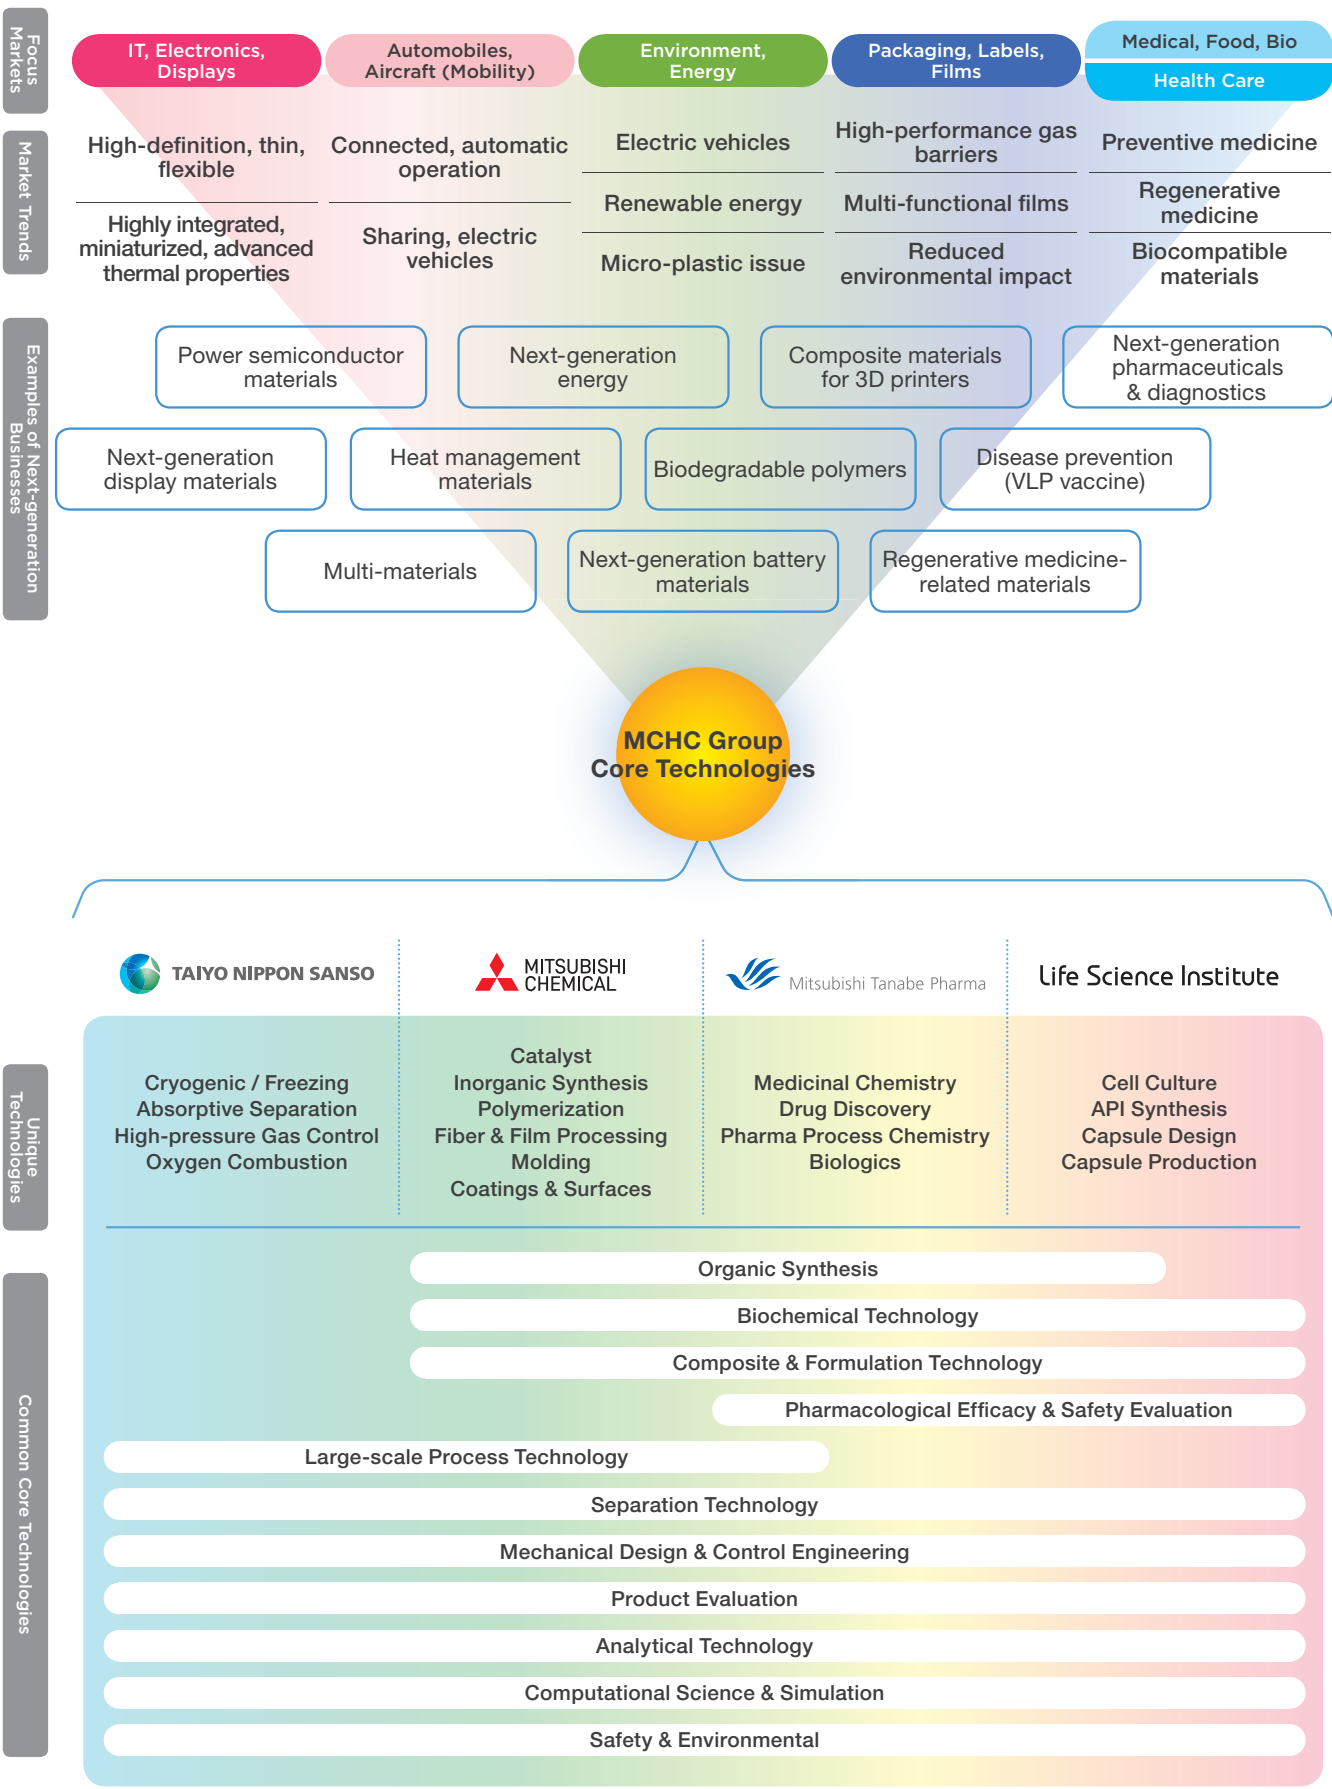 Focus
Markets
IT, Electronics,
Displays
Automobiles,
Aircraft (Mobility)
Environment,
Energy
Packaging, Labels,
Films
Medical, Food, Bio
Health Care
Market Trends
High-definition, thin,
flexible
Highly integrated,
miniaturized, advanced
thermal properties
Connected, automatic
operation
Sharing, electric
vehicles
Electric vehicles
Renewable energy
Micro-plastic issue
High-performance gas
barriers
Multi-functional films
Reduced
environmental impact
Preventive medicine
Regenerative
medicine
Biocompatible
materials
Examples of Next-generation
Businesses
Power semiconductor
materials
Next-generation
energy
Composite materials
for 3D printers
Next-generation
pharmaceuticals
& diagnostics
Next-generation
display materials
Heat management
materials
Biodegradable polymers
Disease prevention
(VLP vaccine)
Multi-materials
Next-generation battery
materials
Regenerative medicine-
related materials
MCHC Group
Core Technologies
TAIYO NIPPON SANSO
MITSUBISHI
CHEMICAL
Mitsubishi Tanabe Pharma
Life Science Institute
Unique
Technologies
Cryogenic / Freezing
Absorptive Separation
High-pressure Gas Control
Oxygen Combustion
Catalyst
Inorganic Synthesis
Polymerization
Fiber & Film Processing
Molding
Coatings & Surfaces
Medicinal Chemistry
Drug Discovery
Pharma Process Chemistry
Biologics
Cell Culture
API Synthesis
Capsule Design
Capsule Production
Common Core Technologies
Organic Synthesis
Biochemical Technology
Composite & Formulation Technology
Pharmacological Efficacy & Safety Evaluation
Large-scale Process Technology
Separation Technology
Mechanical Design & Control Engineering
Product Evaluation
Analytical Technology
Computational Science & Simulation
Safety & Environmental